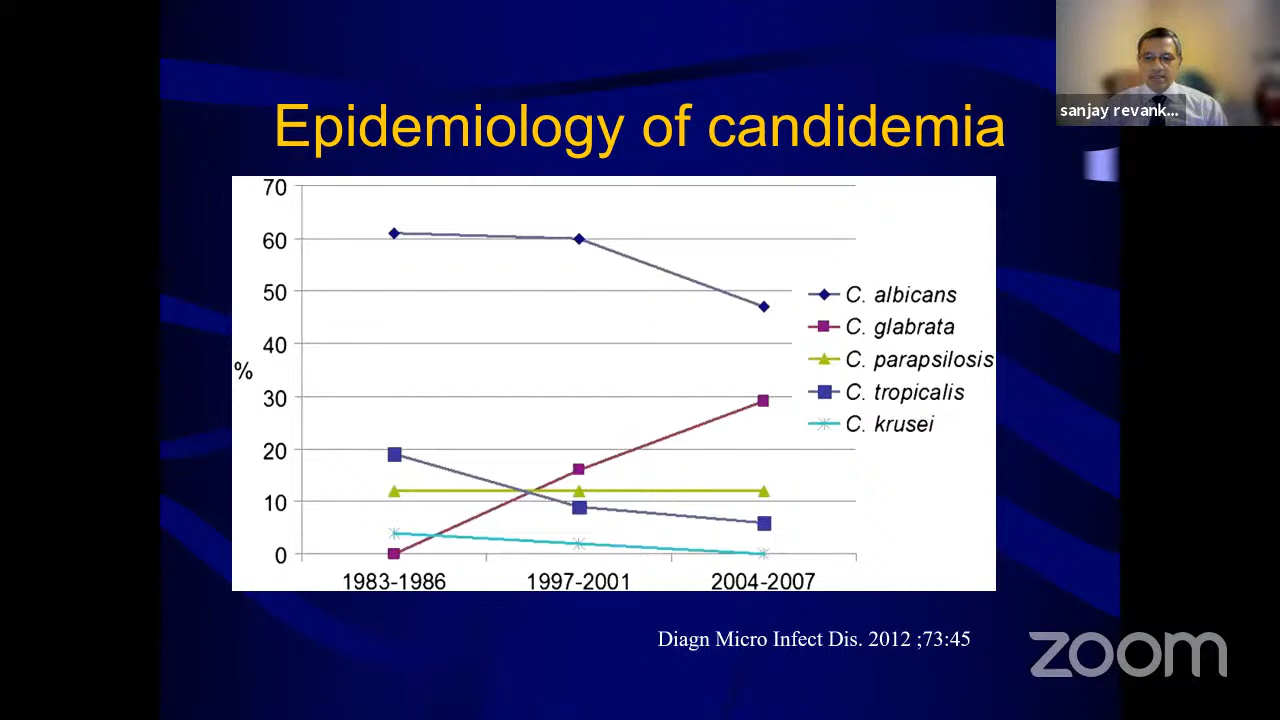 sanjay revank...
Epidemiology of candidemia
70
60
50
40
30
20
10
0
%
1983-1986
1997-2001
2004-2007
C. albicans
C. glabrata
C. parapsilosis
C. tropicalis
C. krusei
Diagn Micro Infect Dis. 2012 ;73:45
zoom